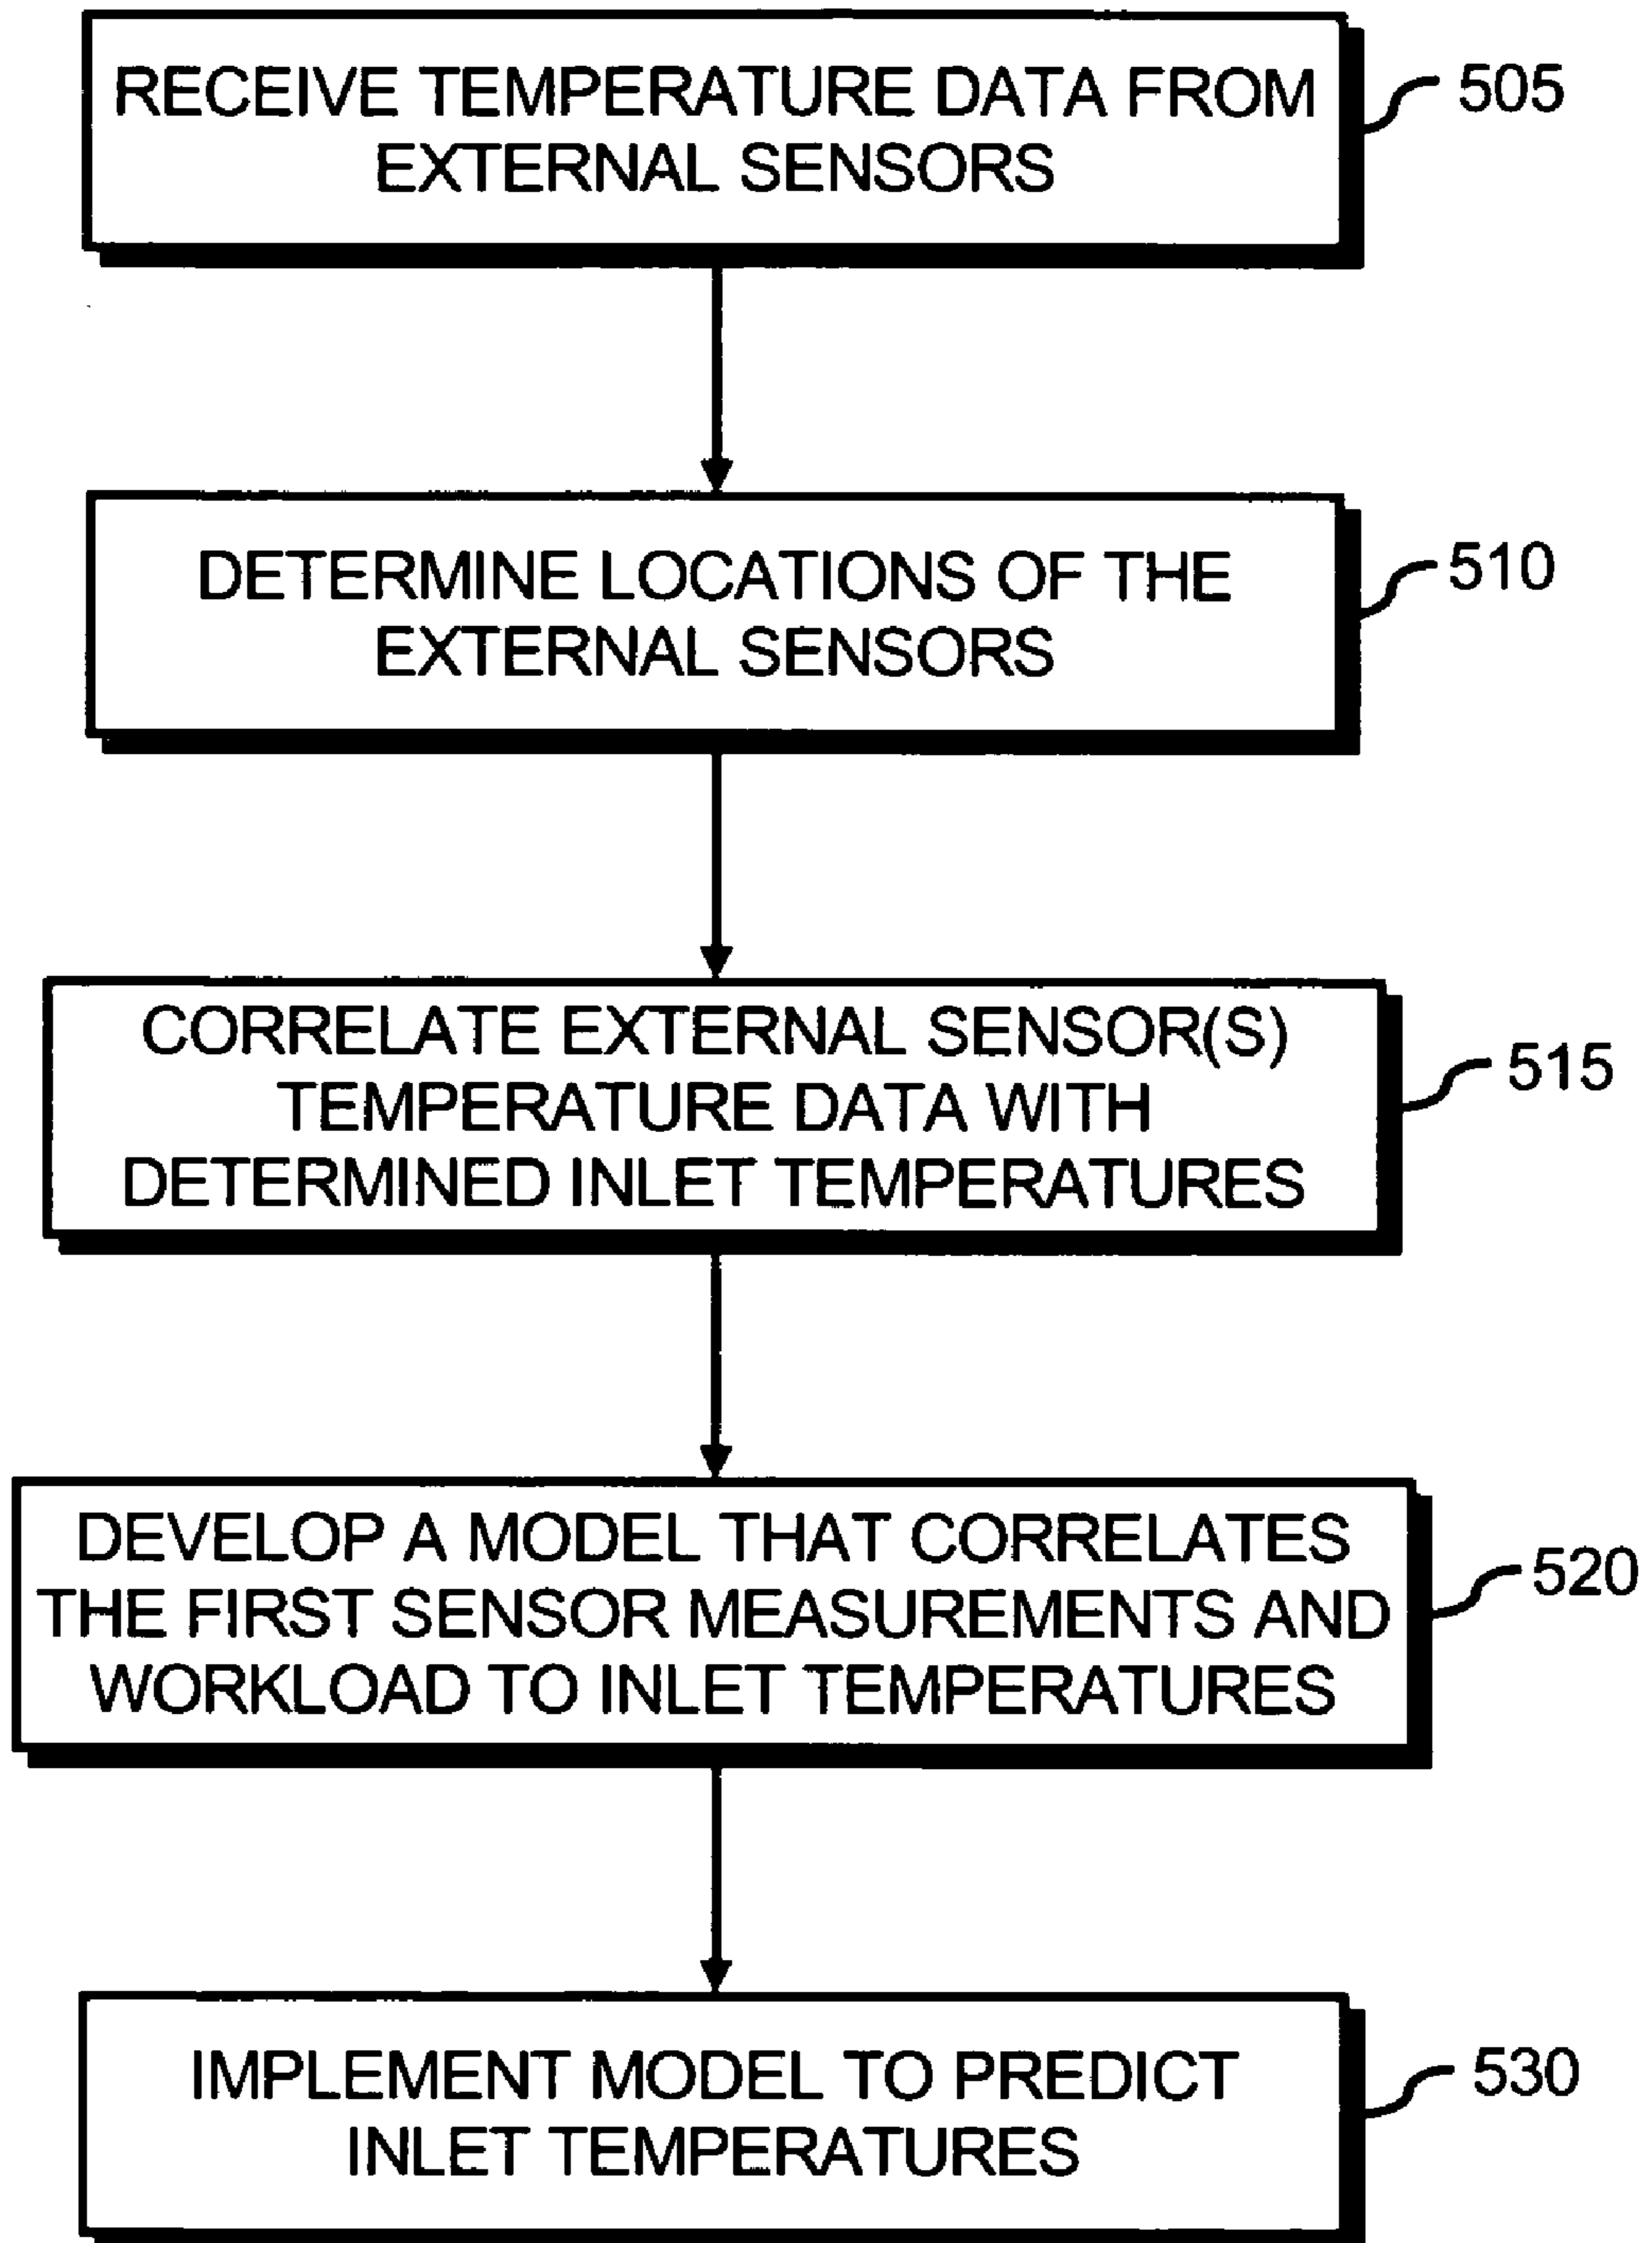 RECEIVE TEMPERATURE DATA FROM
EXTERNAL SENSORS
505
DETERMINE LOCATIONS OF THE
EXTERNAL SENSORS
510
CORRELATE EXTERNAL SENSOR(S)
TEMPERATURE DATA WITH
DETERMINED INLET TEMPERATURES
515
DEVELOP A MODEL THAT CORRELATES
THE FIRST SENSOR MEASUREMENTS AND
WORKLOAD TO INLET TEMPERATURES
520
IMPLEMENT MODEL TO PREDICT
INLET TEMPERATURES
530